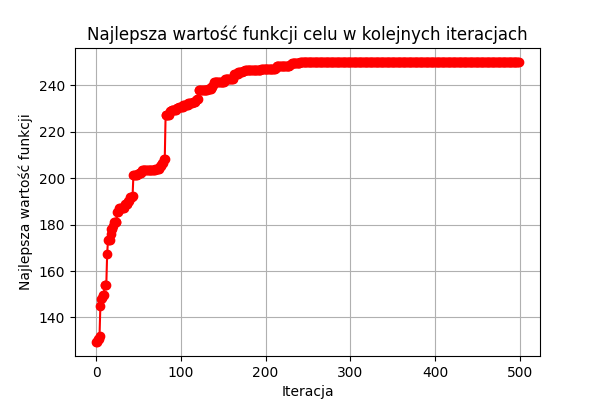 Najlepsza wartość funkcji celu w kolejnych iteracjach
Najlepsza wartość funkcji
240
220
200
180
160
140
0 100 200 300 400 500
Iteracja